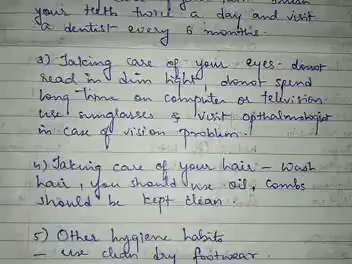 your teeth twice a day and visit
a dentist every 6 months.
3) Taking care of your eyes - donot
read in dim light, donot spend
long time on computer or television
use sunglasses & visit opthalmologist
in case of vision problem.
4) Taking care of your hair - wash
hair, you should use oil, combs
should be kept clean.
5) Other hygiene habits
- use clean dry footwear.